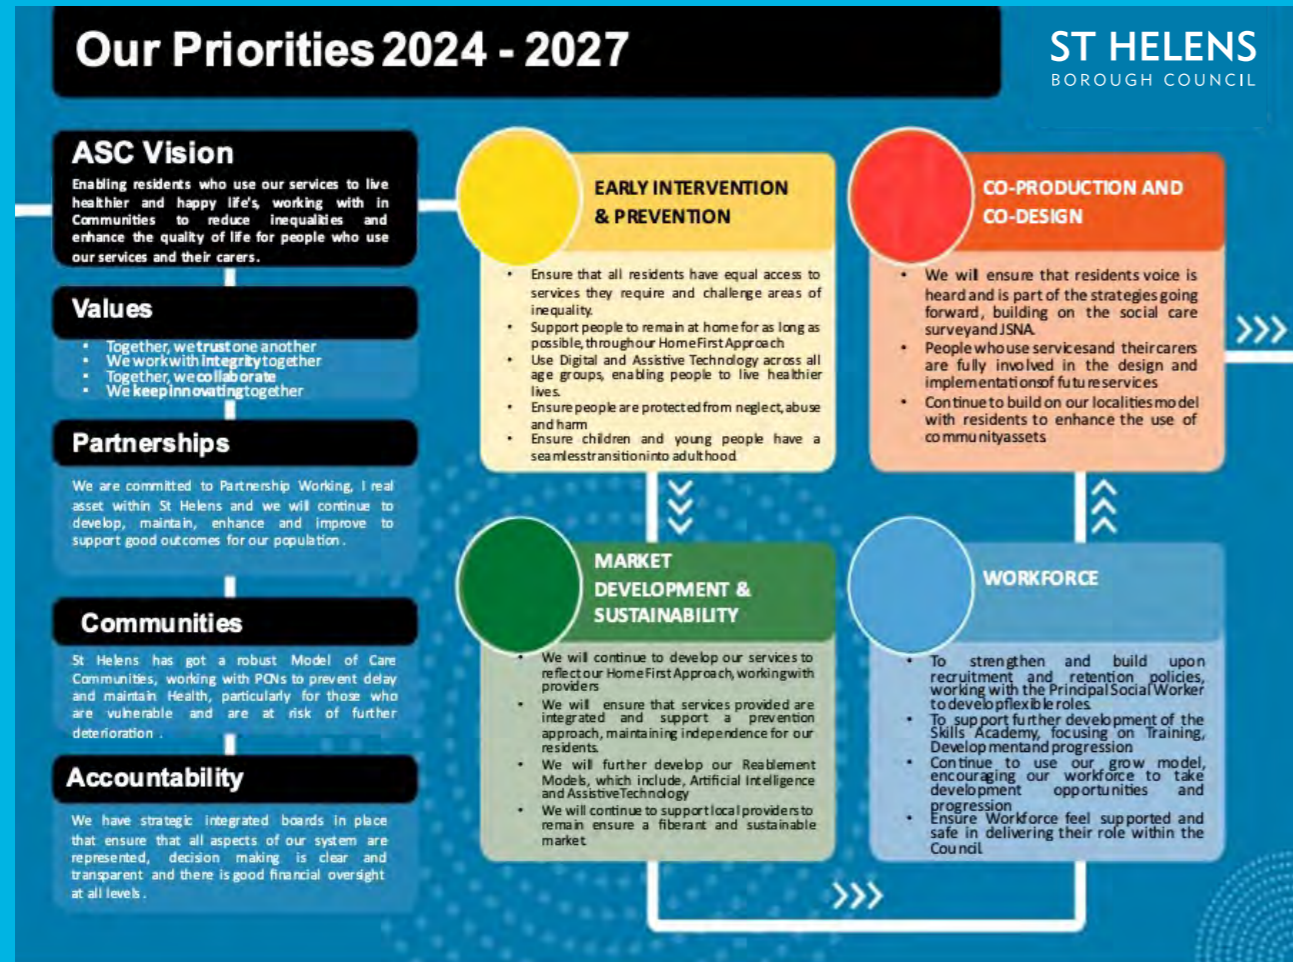 Our Priorities 2024 - 2027
ST HELENS
BOROUGH COUNCIL
ASC Vision
Enabling residents who use our services to live
healthier and happy life's, working with in
Communities to reduce inequalities and
enhance the quality of life for people who use
our services and their carers.
Values
• Together, we trust one another
• We work with integrity together
• Together, we collaborate
• We keep innovating together
Partnerships
We are committed to Partnership Working, I real
asset within St Helens and we will continue to
develop, maintain, enhance and improve to
support good outcomes for our population.
Communities
St Helens has got a robust Model of Care
Communities, working with PCNs to prevent delay
and maintain Health, particularly for those who
are vulnerable and are at risk of further
deterioration.
Accountability
We have strategic integrated boards in place
that ensure that all aspects of our system are
represented, decision making is clear and
transparent and there is good financial oversight
at all levels.
EARLY INTERVENTION
& PREVENTION
• Ensure that all residents have equal access to
services they require and challenge areas of
inequality.
• Support people to remain at home for as long as
possible, through our Home First Approach
• Use Digital and Assistive Technology across all
age groups, enabling people to live healthier
lives.
• Ensure people are protected from neglect, abuse
and harm
• Ensure children and young people have a
seamless transition into adulthood
MARKET
DEVELOPMENT &
SUSTAINABILITY
• We will continue to develop our services to
reflect our Home First Approach, working with
providers
• We will ensure that services provided are
integrated and support a prevention
approach, maintaining independence for our
residents.
• We will further develop our Reablement
Models, which include, Artificial Intelligence
and Assistive Technology
• We will continue to support local providers to
remain ensure a fiberant and sustainable
market.
WORKFORCE
• To strengthen and build upon
recruitment and retention policies,
working with the Principal Social Worker
to develop flexible roles.
• To support further development of the
Skills Academy, focusing on Training,
Development and progression
• Continue to use our grow model,
encouraging our workforce to take
development opportunities and
progression
• Ensure Workforce feel supported and
safe in delivering their role within the
Council
CO-PRODUCTION AND
CO-DESIGN
• We will ensure that residents voice is
heard and is part of the strategies going
forward, building on the social care
survey and JSNA.
• People who use services and their carers
are fully involved in the design and
implementations of future services
• Continue to build on our localities model
with residents to enhance the use of
community assets